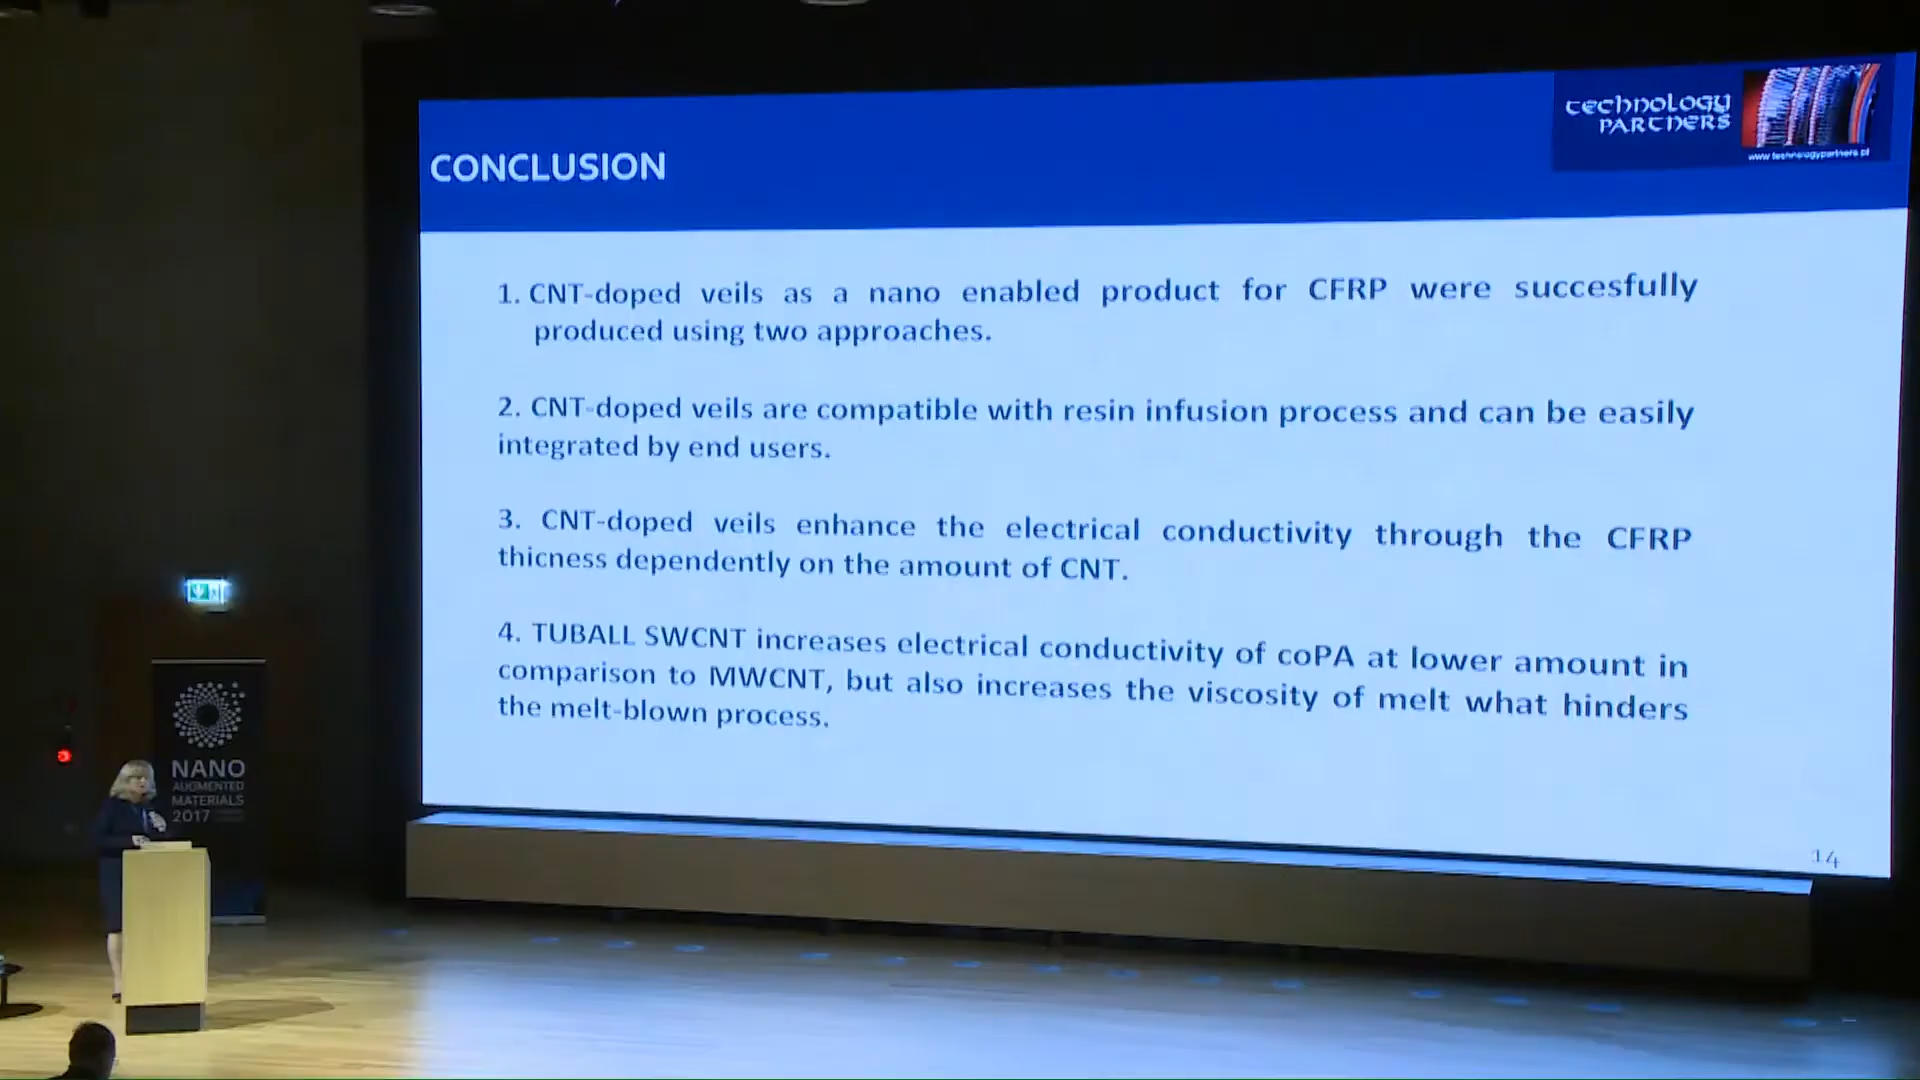 technology
PARTNERS
www.technologypartners.pl
CONCLUSION
1. CNT-doped veils as a nano enabled product for CFRP were succesfully
produced using two approaches.
2. CNT-doped veils are compatible with resin infusion process and can be easily
integrated by end users.
3. CNT-doped veils enhance the electrical conductivity through the CFRP
thicness dependently on the amount of CNT.
4. TUBALL SWCNT increases electrical conductivity of coPA at lower amount in
comparison to MWCNT, but also increases the viscosity of melt what hinders
the melt-blown process.
14
NANO
AUGMENTED
MATERIALS
2017